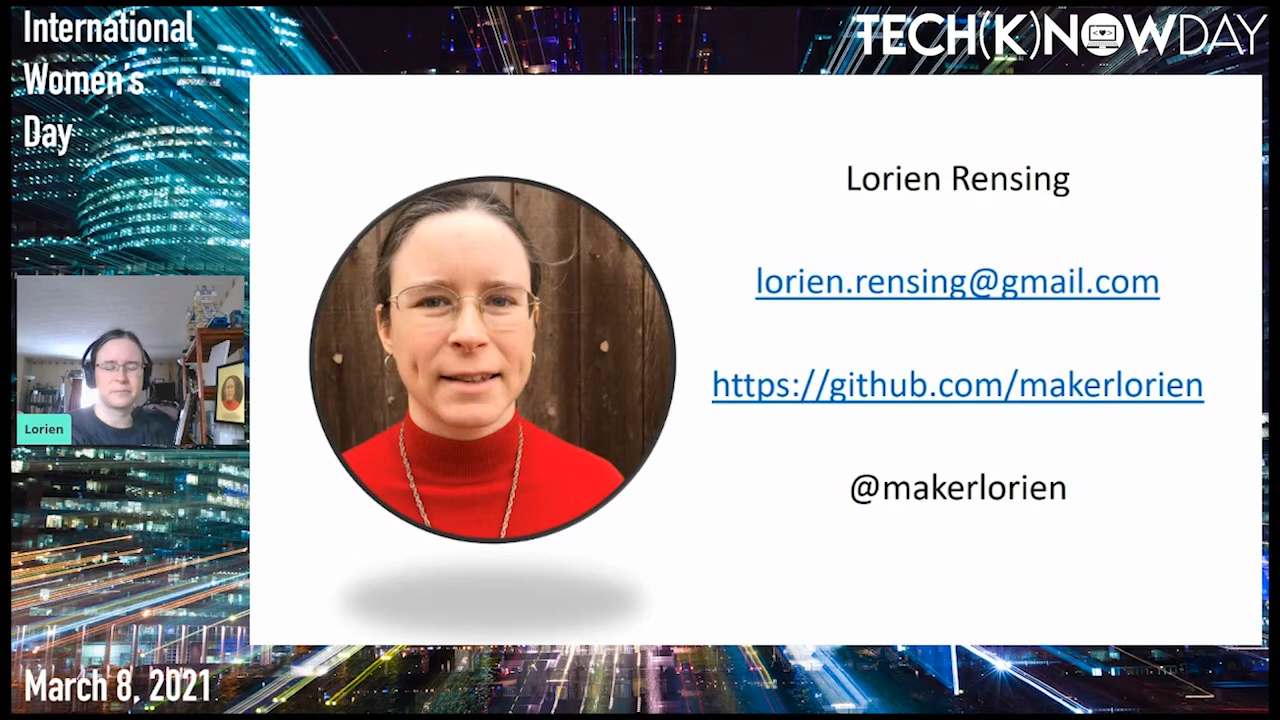 International
Women's
Day
TECH(K)NOWDAY
Lorien Rensing
lorien.rensing@gmail.com
https://github.com/makerlorien
@makerlorien
Lorien
March 8, 2021